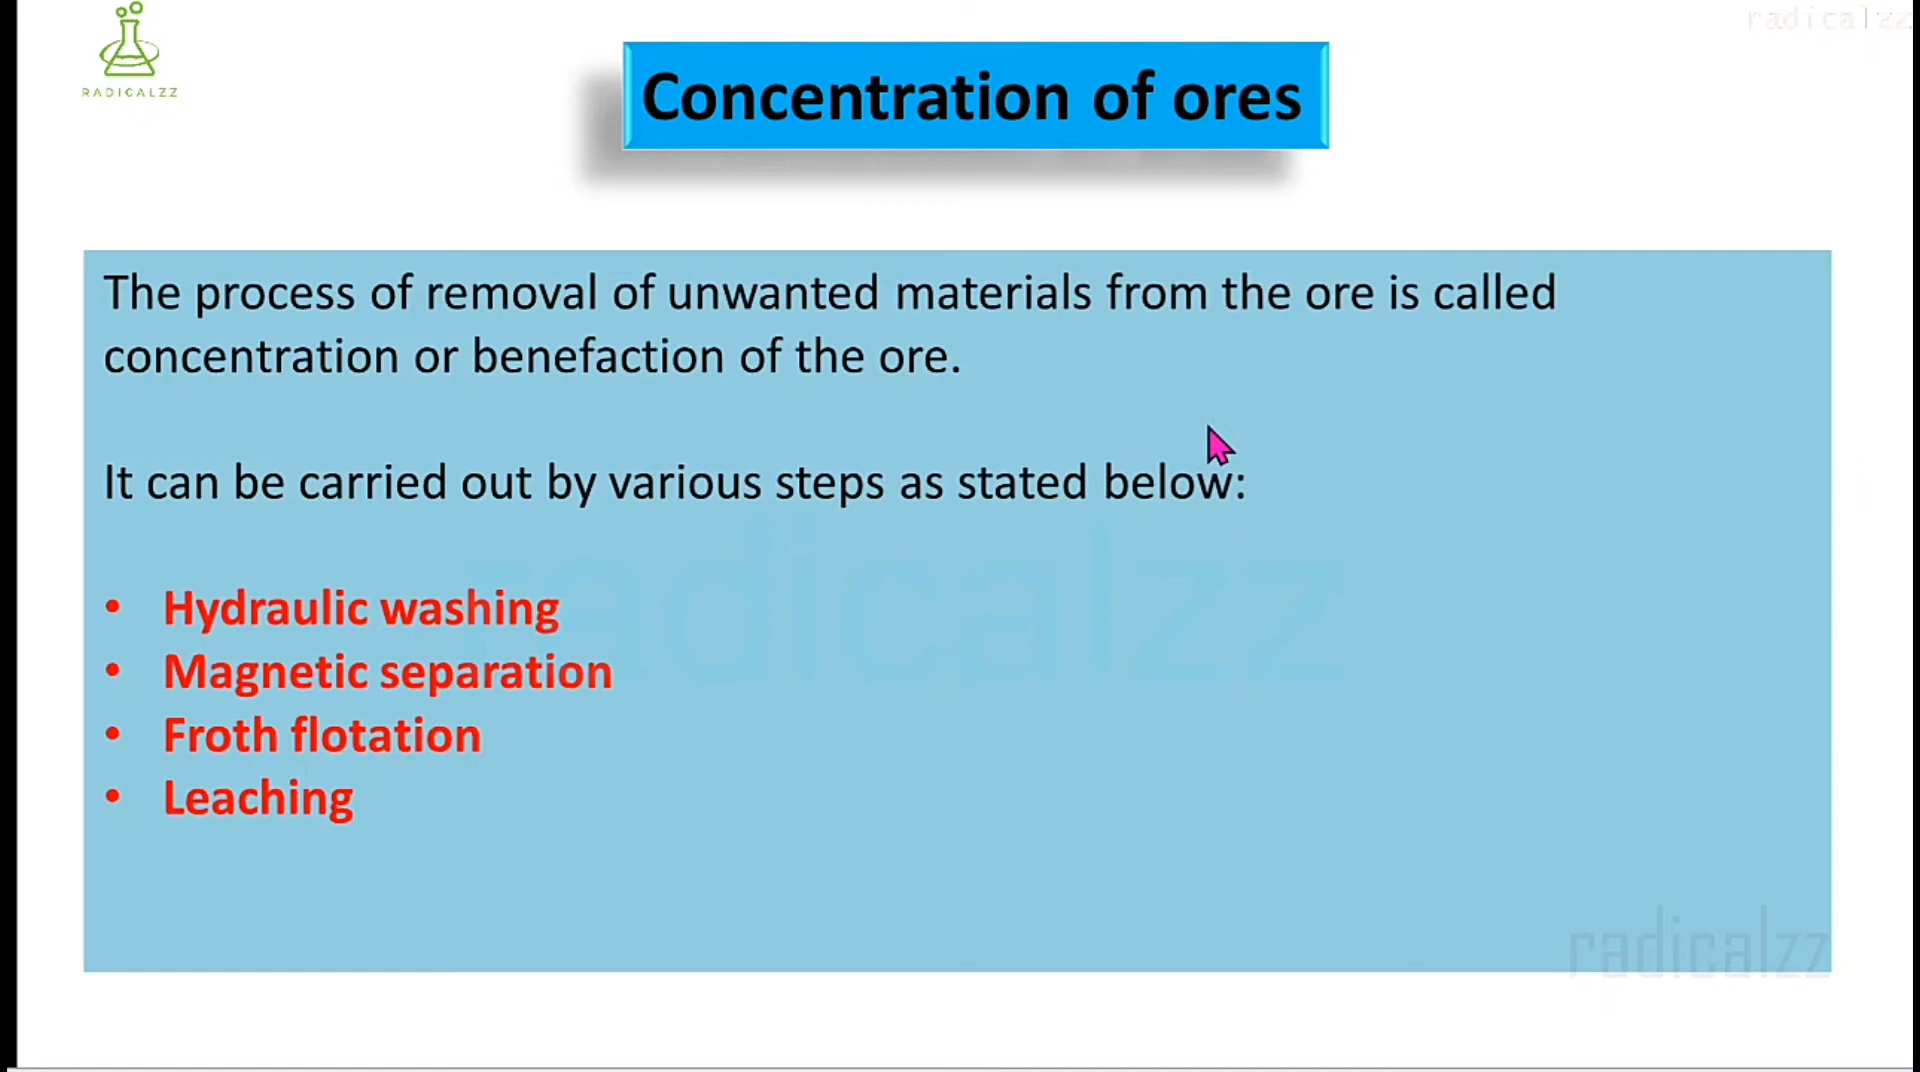 RADICALZZ
radicalzz
Concentration of ores
The process of removal of unwanted materials from the ore is called
concentration or benefaction of the ore.
It can be carried out by various steps as stated below:
• Hydraulic washing
• Magnetic separation
• Froth flotation
• Leaching
radicalzz
radicalzz